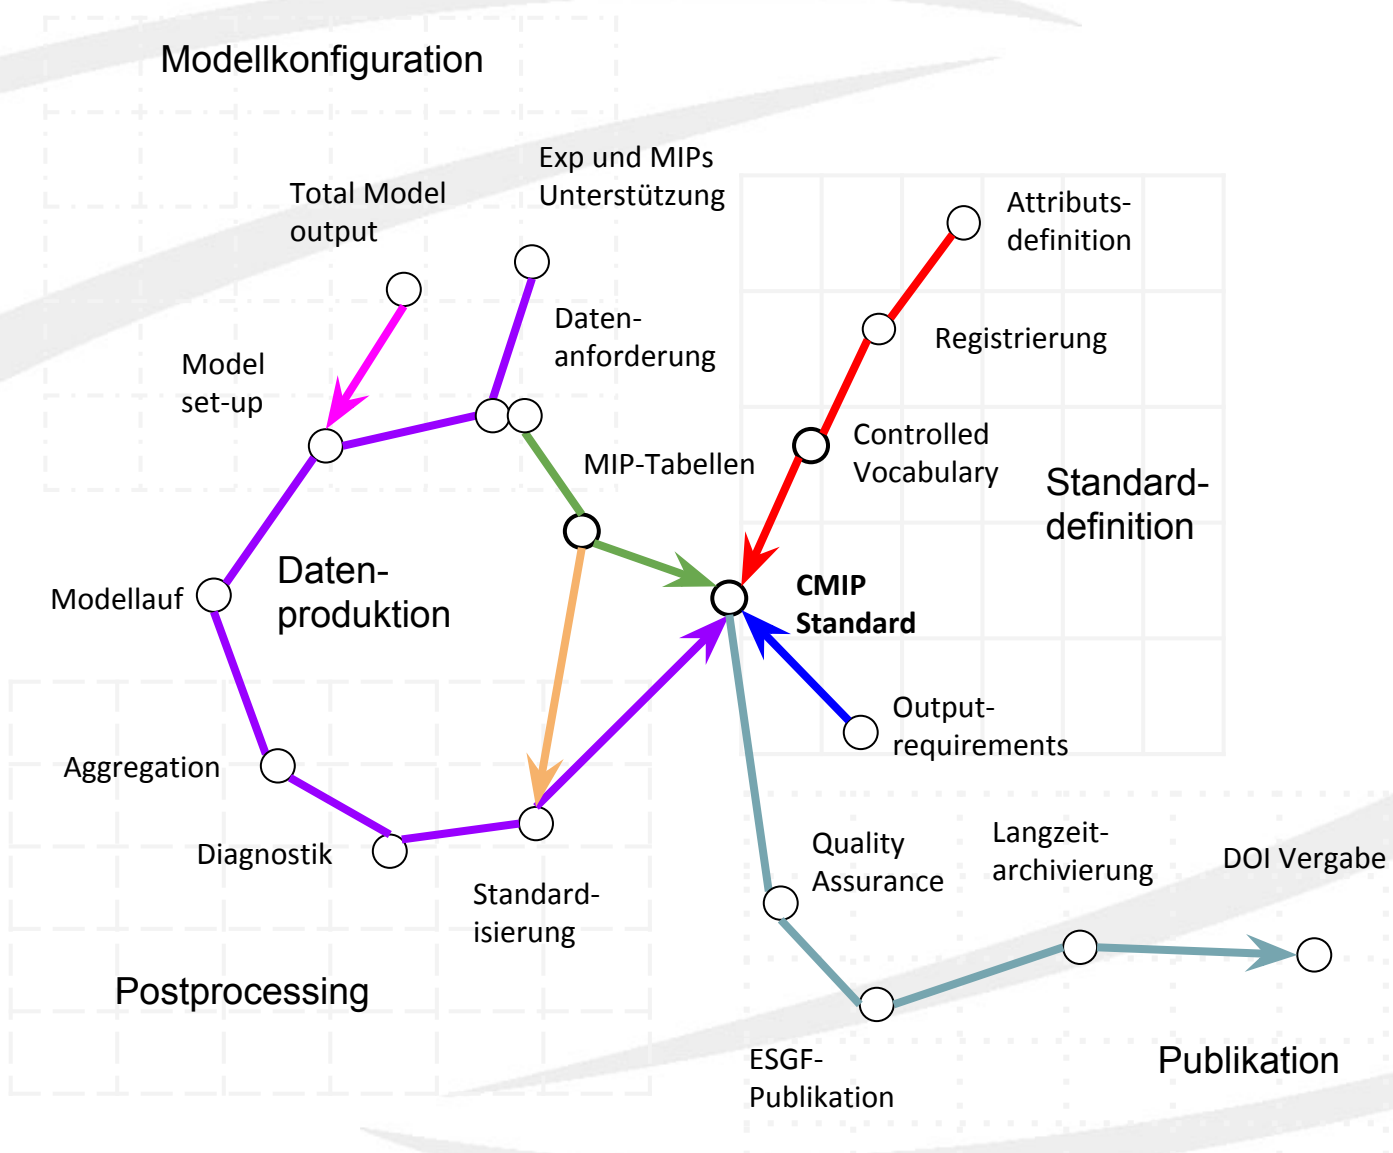 Modellkonfiguration
Exp und MIPs
Unterstützung
Total Model
output
Attributs-
definition
Daten-
anforderung
Registrierung
Model
set-up
MIP-Tabellen
Controlled
Vocabulary
Standard-
definition
Daten-
produktion
Modellauf
CMIP
Standard
Output-
requirements
Aggregation
Diagnostik
Quality
Assurance
Langzeit-
archivierung
DOI Vergabe
Standard-
isierung
Postprocessing
ESGF-
Publikation
Publikation